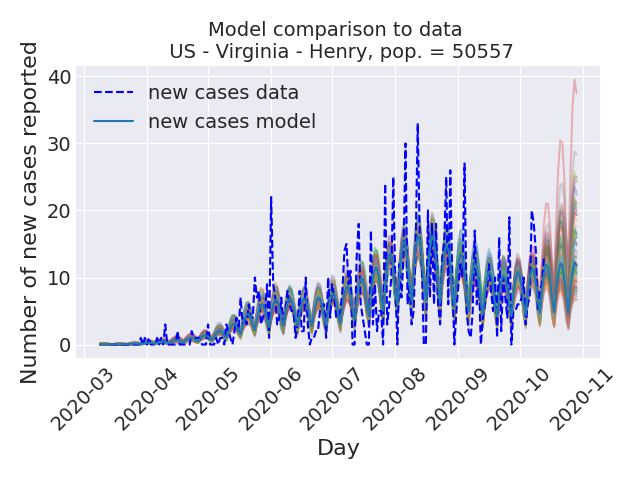 Model comparison to data
US - Virginia - Henry, pop. = 50557
Number of new cases reported
40
30
20
10
0
new cases data
new cases model
2020-03
2020-04
2020-05
2020-06
2020-07
2020-08
2020-09
2020-10
2020-11
Day